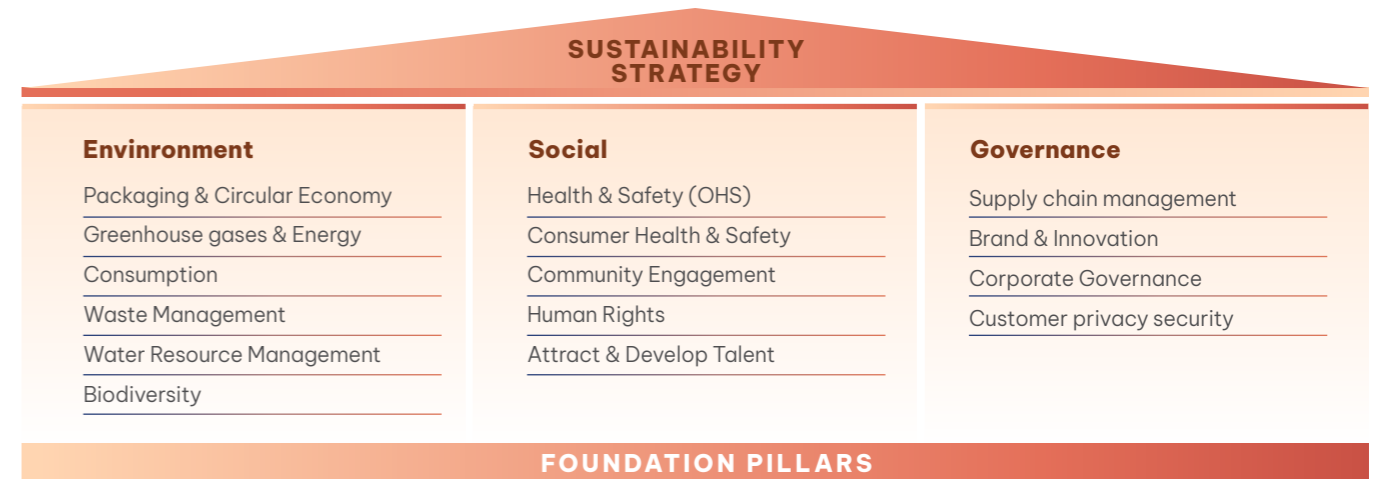 SUSTAINABILITY
STRATEGY
Envinronment
Packaging & Circular Economy
Greenhouse gases & Energy
Consumption
Waste Management
Water Resource Management
Biodiversity
Social
Health & Safety (OHS)
Consumer Health & Safety
Community Engagement
Human Rights
Attract & Develop Talent
Governance
Supply chain management
Brand & Innovation
Corporate Governance
Customer privacy security
FOUNDATION PILLARS